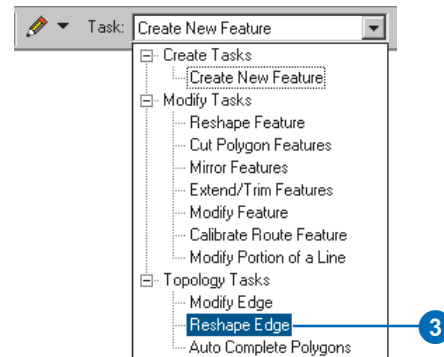 Task: Create New Feature
Create Tasks
Create New Feature
Modify Tasks
Reshape Feature
Cut Polygon Features
Mirror Features
Extend/Trim Features
Modify Feature
Calibrate Route Feature
Modify Portion of a Line
Topology Tasks
Modify Edge
Reshape Edge 3
Auto Complete Polygons